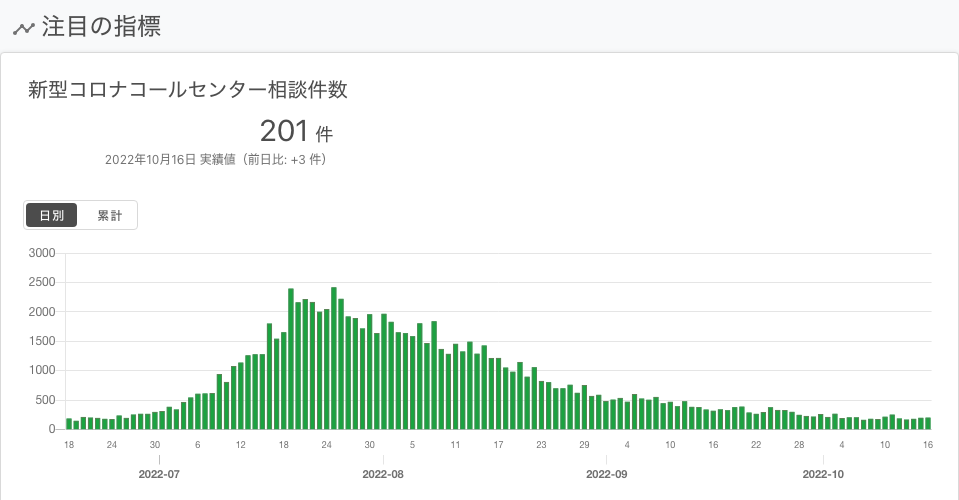 注目の指標
新型コロナコールセンター相談件数
201 件
2022年10月16日 実績値（前日比: +3 件）
日別 累計
3000
2500
2000
1500
1000
500
0
18 24 30 6 12 18 24 30 5 11 17 23 29 4 10 16 22 28 4 10 16
2022-07 2022-08 2022-09 2022-10